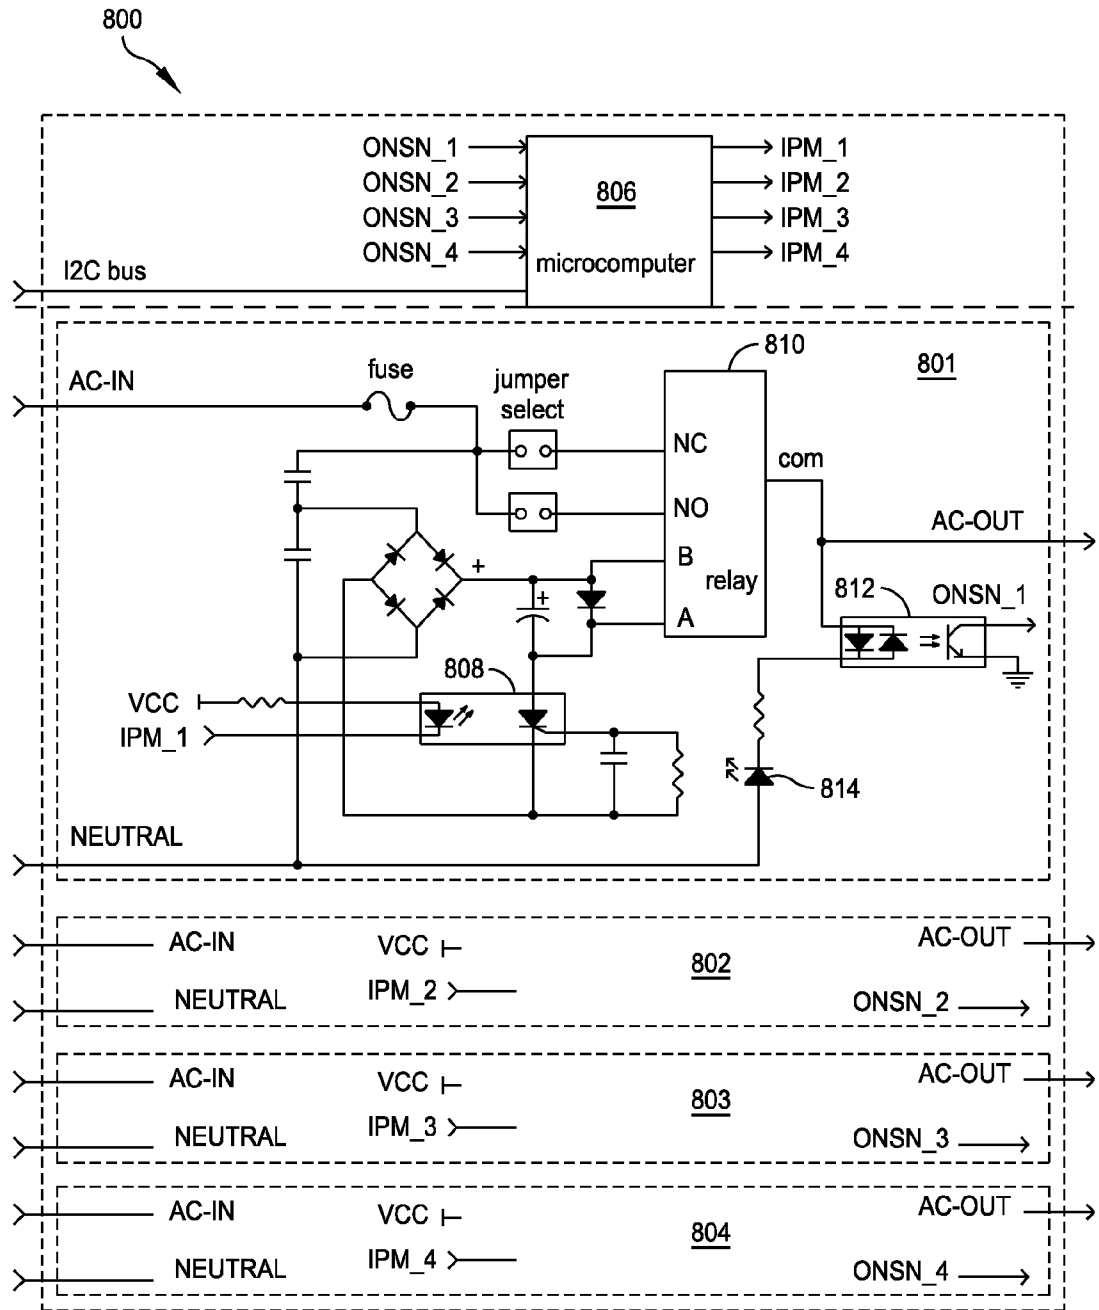 800
ONSN_1
IPM_1
ONSN_2
806
IPM_2
ONSN_3
IPM_3
ONSN_4
IPM_4
microcomputer
I2C bus
810
801
AC-IN
fuse
jumper
select
NC
com
NO
AC-OUT
+
B
relay
812
ONSN_1
+
A
808
VCC
IPM_1
814
NEUTRAL
AC-IN
VCC
AC-OUT
802
IPM_2
NEUTRAL
ONSN_2
AC-IN
VCC
AC-OUT
803
IPM_3
NEUTRAL
ONSN_3
AC-IN
VCC
AC-OUT
804
IPM_4
NEUTRAL
ONSN_4